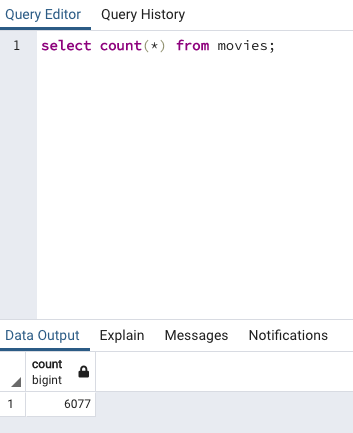 Query Editor Query History
1 select count(*) from movies;
Data Output Explain Messages Notifications
count
bigint
1 6077